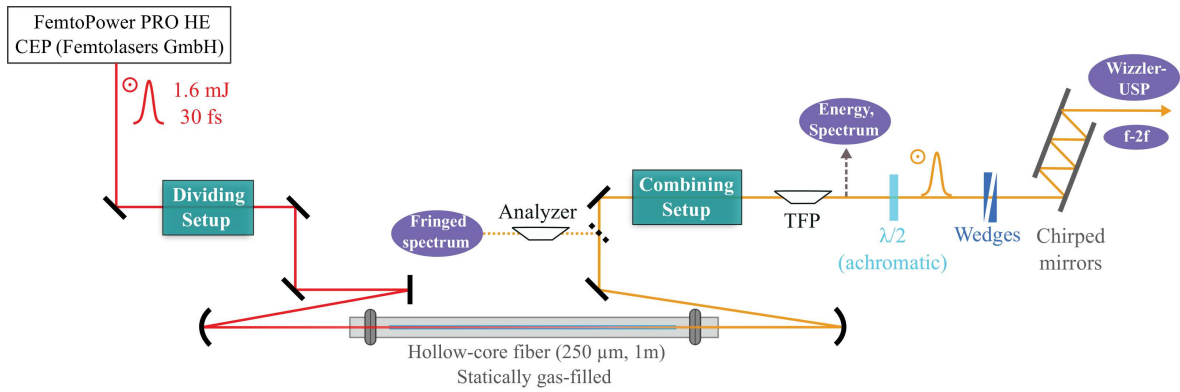 FemtoPower PRO HE
CEP (Femtolasers GmbH)
1.6 mJ
30 fs
Dividing
Setup
Fringed
spectrum
Analyzer
Combining
Setup
Energy,
Spectrum
TFP
λ/2
(achromatic)
Wedges
Chirped
mirrors
Wizzler-
USP
f-2f
Hollow-core fiber (250 µm, 1m)
Statically gas-filled